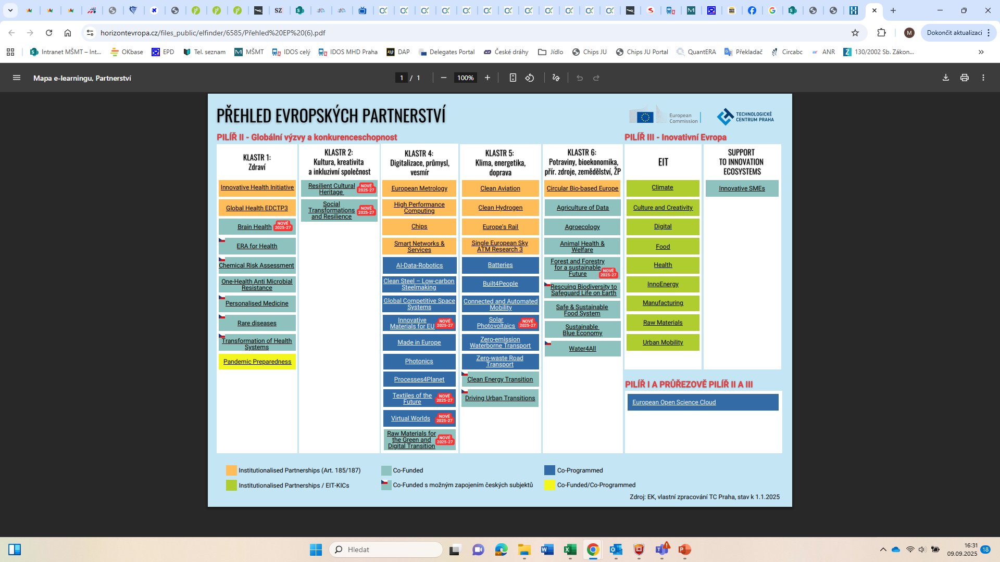 SZ
horizontevropa.cz/files_public/elfinder/6585/Přehled%20EP%20(6).pdf
M
Dokončit aktualizaci
Intranet MŠMT – Int...
OKbase
EPD
Tel. seznam
MŠMT
IDOS celý
IDOS MHD Praha
DAP
Delegates Portal
České dráhy
Jídlo
Chips JU
Chips JU Portal
QuantERA
Překladač
Circabc
ANR
130/2002 Sb. Zákon...
Mapa e-learningu, Partnerství
1 / 1
100%
PŘEHLED EVROPSKÝCH PARTNERSTVÍ
European
Commission
TECHNOLOGICKÉ
CENTRUM PRAHA
PILÍŘ II - Globální výzvy a konkurenceschopnost
KLASTR 1:
Zdraví
Innovative Health Initiative
Global Health EDCTP3
Brain Health
NOVÉ
2025-27
ERA for Health
Chemical Risk Assessment
One-Health Anti Microbial
Resistance
Personalised Medicine
Rare diseases
Transformation of Health
Systems
Pandemic Preparedness
KLASTR 2:
Kultura, kreativita
a inkluzivní společnost
Resilient Cultural
Heritage
NOVÉ
2025-27
Social
Transformations
and Resilience
NOVÉ
2025-27
KLASTR 4:
Digitalizace, průmysl,
vesmír
European Metrology
High Performance
Computing
Chips
Smart Networks &
Services
AI-Data-Robotics
Clean Steel – Low-carbon
Steelmaking
Global Competitive Space
Systems
Innovative
Materials for EU
NOVÉ
2025-27
Made in Europe
Photonics
Processes4Planet
Textiles of the
Future
NOVÉ
2025-27
Virtual Worlds
NOVÉ
2025-27
Raw Materials for
the Green and
Digital Transition
NOVÉ
2025-27
KLASTR 5:
Klima, energetika,
doprava
Clean Aviation
Clean Hydrogen
Europe's Rail
Single European Sky
ATM Research 3
Batteries
Built4People
Connected and Automated
Mobility
Solar
Photovoltaics
NOVÉ
2025-27
Zero-emission
Waterborne Transport
Zero-waste Road
Transport
Clean Energy Transition
Driving Urban Transitions
KLASTR 6:
Potraviny, bioekonomika,
přír. zdroje, zemědělství, ŽP
Circular Bio-based Europe
Agriculture of Data
Agroecology
Animal Health &
Welfare
Forest and Forestry
for a sustainable
Future
NOVÉ
2025-27
Rescuing Biodiversity to
Safeguard Life on Earth
Safe & Sustainable
Food System
Sustainable
Blue Economy
Water4All
PILÍŘ III - Inovativní Evropa
EIT
Climate
Culture and Creativity
Digital
Food
Health
InnoEnergy
Manufacturing
Raw Materials
Urban Mobility
SUPPORT
TO INNOVATION
ECOSYSTEMS
Innovative SMEs
PILÍŘ I A PRŮŘEZOVĚ PILÍŘ II A III
European Open Science Cloud
Institutionalised Partnerships (Art. 185/187)
Co-Funded
Co-Programmed
Institutionalised Partnerships / EIT-KICs
Co-Funded s možným zapojením českých subjektů
Co-Funded/Co-Programmed
Zdroj: EK, vlastní zpracování TC Praha, stav k 1.1.2025
Hledat
16:31
09.09.2025
18